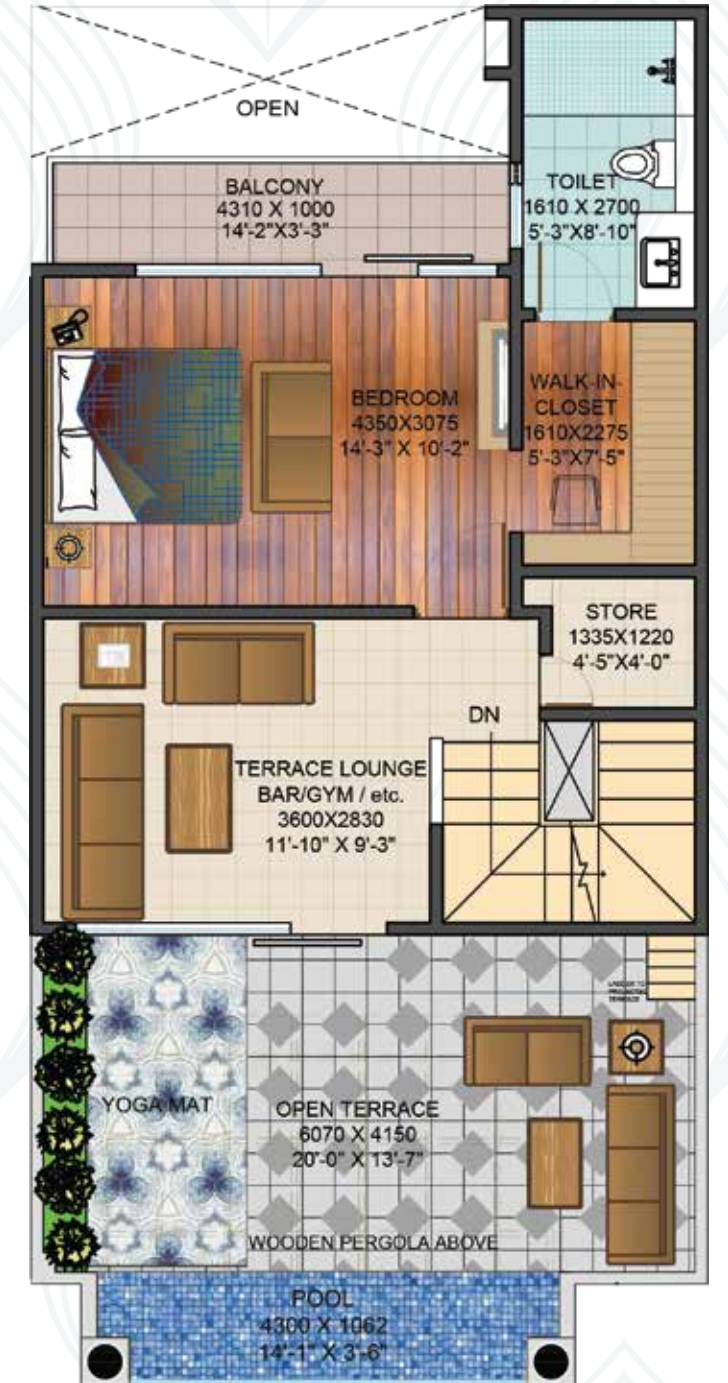 OPEN
BALCONY
4310 X 1000
14'-2"X3'-3"
TOILET
1610 X 2700
5'-3"X8'-10"
BEDROOM
4350X3075
14'-3" X 10'-2"
WALK-IN-
CLOSET
1610X2275
5'-3"X7'-5"
STORE
1335X1220
4'-5"X4'-0"
DN
TERRACE LOUNGE
BAR/GYM / etc.
3600X2830
11'-10" X 9'-3"
LADDER TO
TERRACE
YOGA MAT
OPEN TERRACE
6070 X 4150
20'-0" X 13'-7"
WOODEN PERGOLA ABOVE
POOL
4300 X 1062
14'-1" X 3'-6"